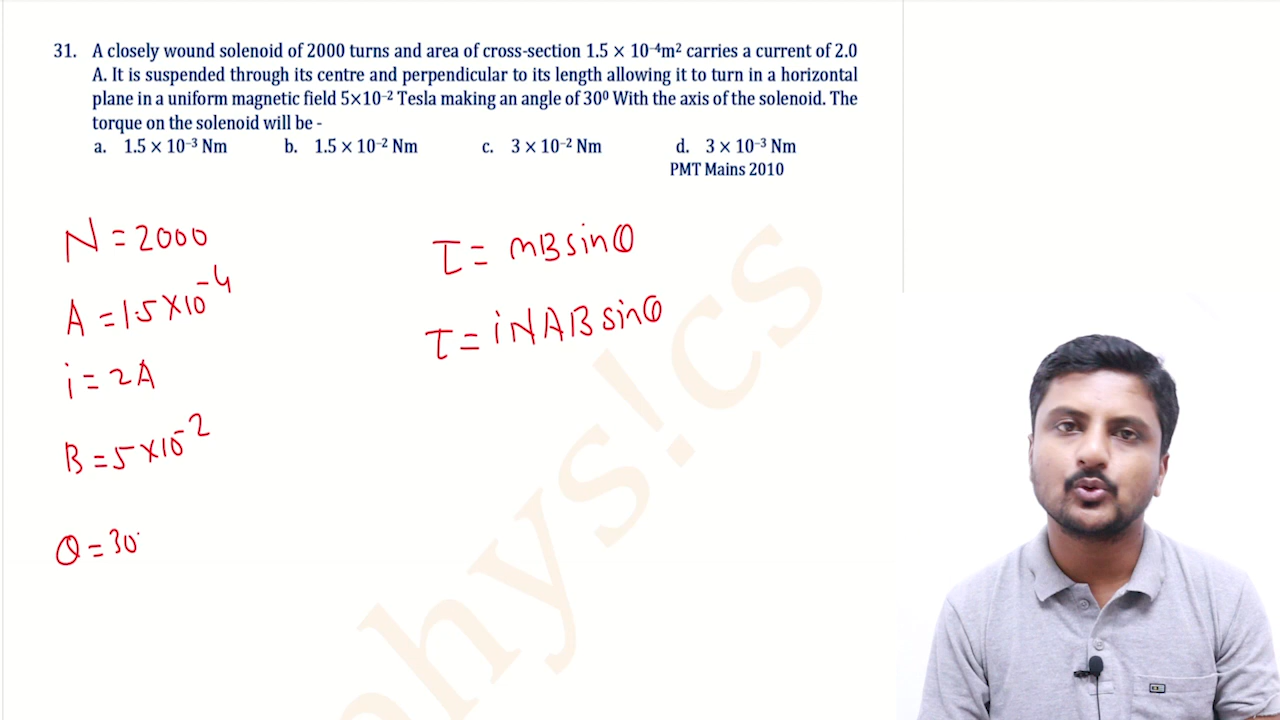 31. A closely wound solenoid of 2000 turns and area of cross-section 1.5 × 10⁻⁴m² carries a current of 2.0
A. It is suspended through its centre and perpendicular to its length allowing it to turn in a horizontal
plane in a uniform magnetic field 5×10⁻² Tesla making an angle of 30⁰ With the axis of the solenoid. The
torque on the solenoid will be -
a. 1.5 × 10⁻³ Nm b. 1.5 × 10⁻² Nm c. 3 × 10⁻² Nm d. 3 × 10⁻³ Nm
PMT Mains 2010
N = 2000
A = 1.5 × 10⁻⁴
i = 2A
B = 5 × 10⁻²
θ = 30°
τ = mB sin θ
τ = i N A B sin θ
phys!cs